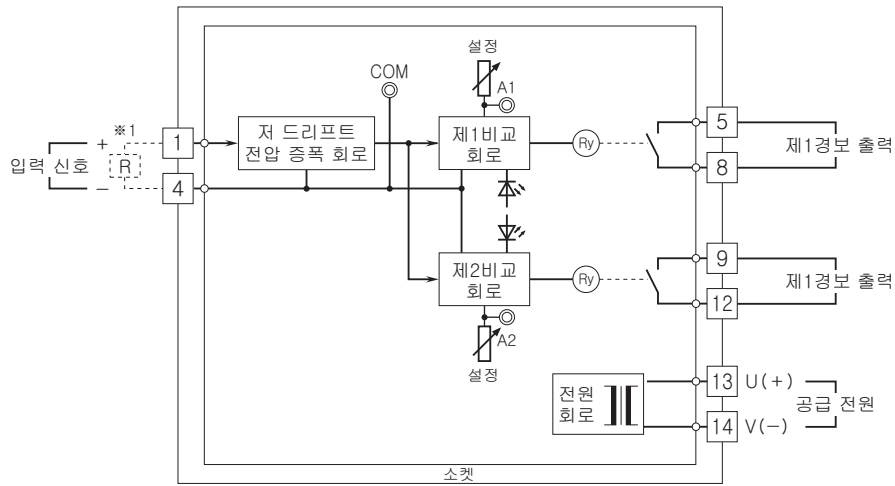 설정
COM
A1
※1
+
1
저 드리프트
전압 증폭 회로
제1비교
회로
Ry
5
8
제1경보 출력
입력 신호
R
−
4
제2비교
회로
Ry
9
12
제1경보 출력
A2
설정
전원
회로
13
U(+)
14
V(−)
공급 전원
소켓